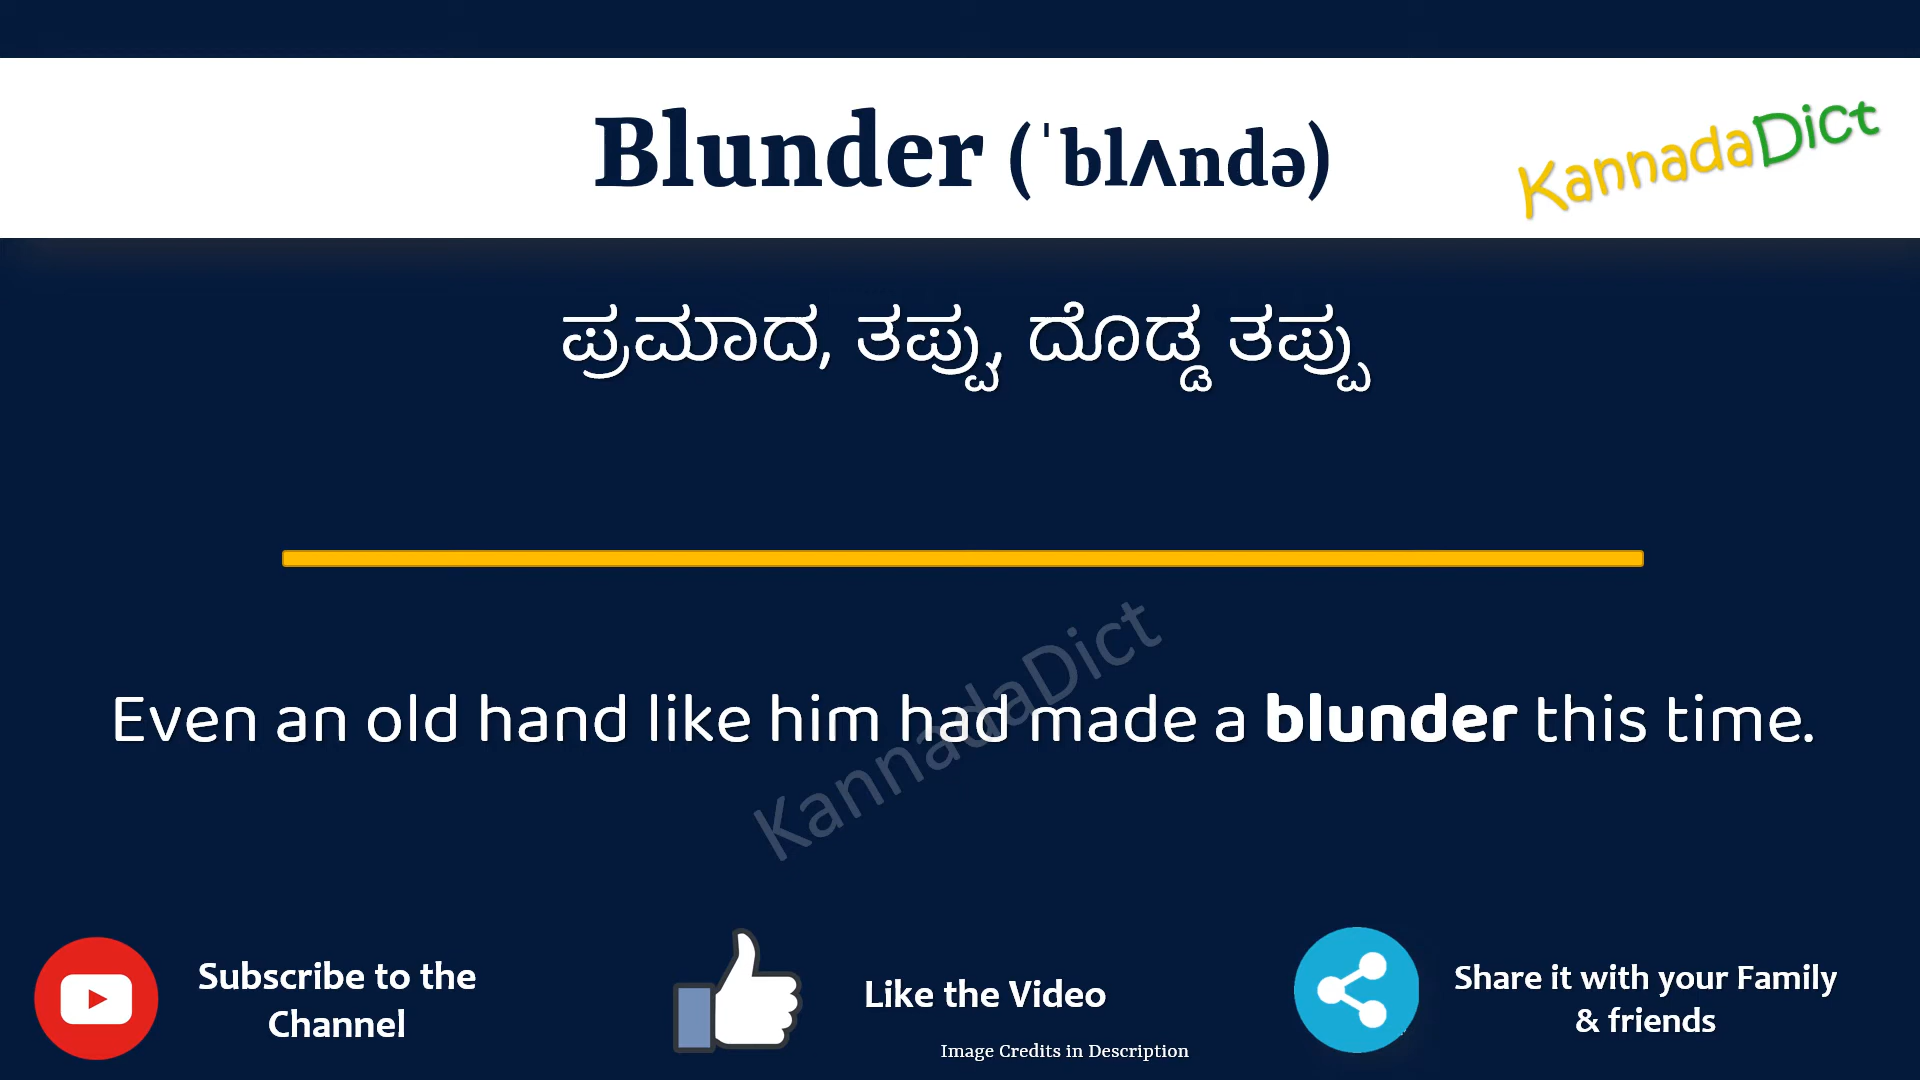 Blunder (ˈblʌndə)
KannadaDict
ಪ್ರಮಾದ, ತಪ್ಪು, ದೊಡ್ಡ ತಪ್ಪು
Even an old hand like him had made a blunder this time.
KannadaDict
Subscribe to the
Channel
Like the Video
Share it with your Family
& friends
Image Credits in Description